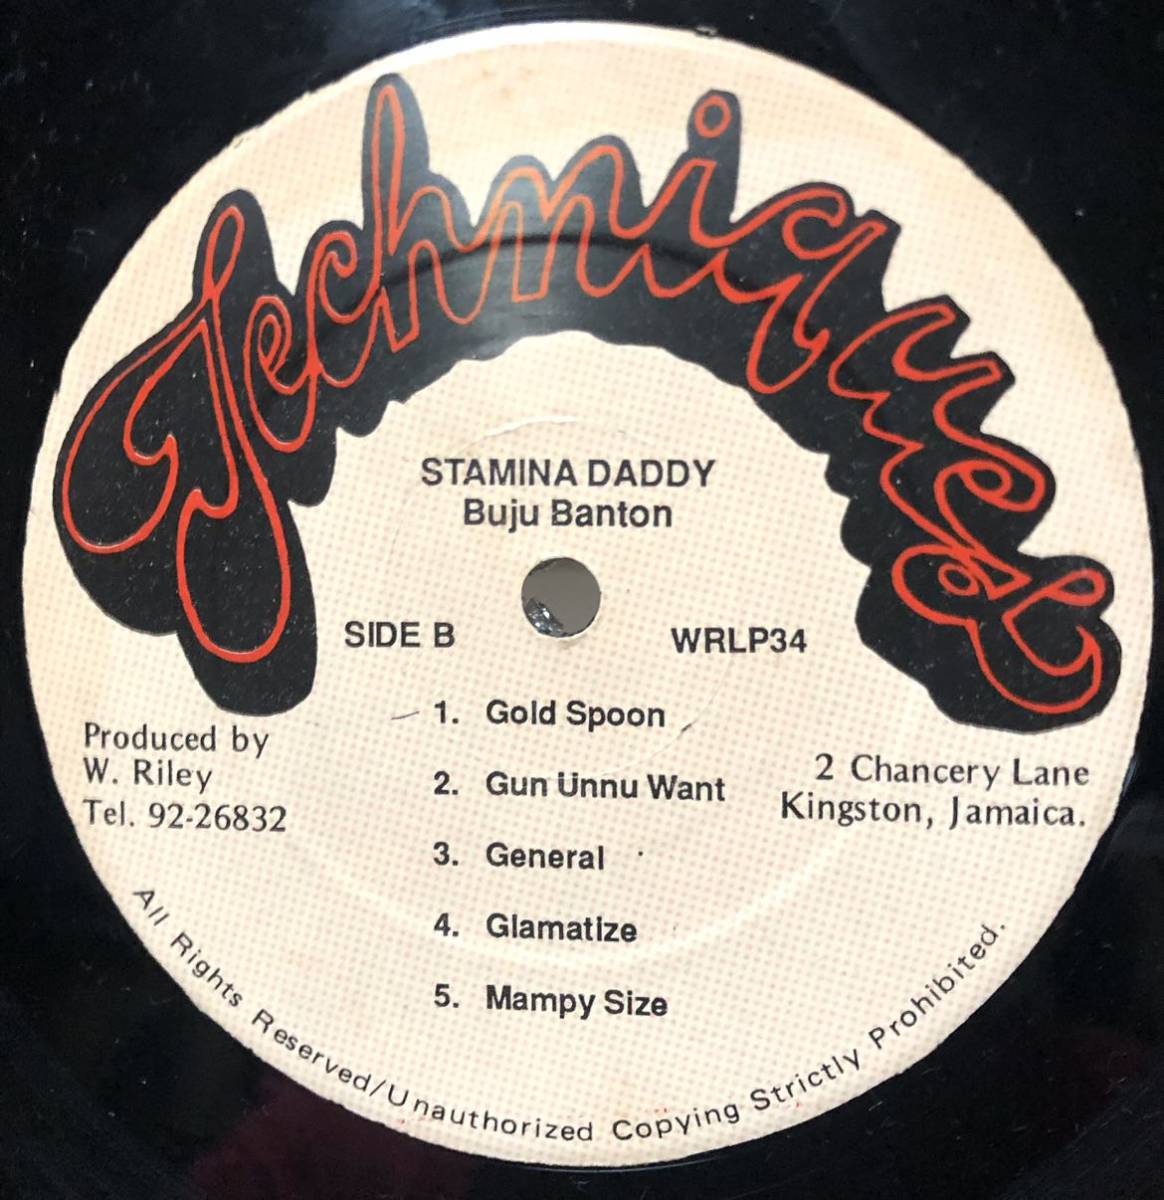 Techniques
STAMINA DADDY
Buju Banton
SIDE B
WRLP34
1. Gold Spoon
2. Gun Unnu Want
3. General
4. Glamatize
5. Mampy Size
Produced by
W. Riley
Tel. 92-26832
2 Chancery Lane
Kingston, Jamaica.
All Rights Reserved/Unauthorized Copying Strictly Prohibited.